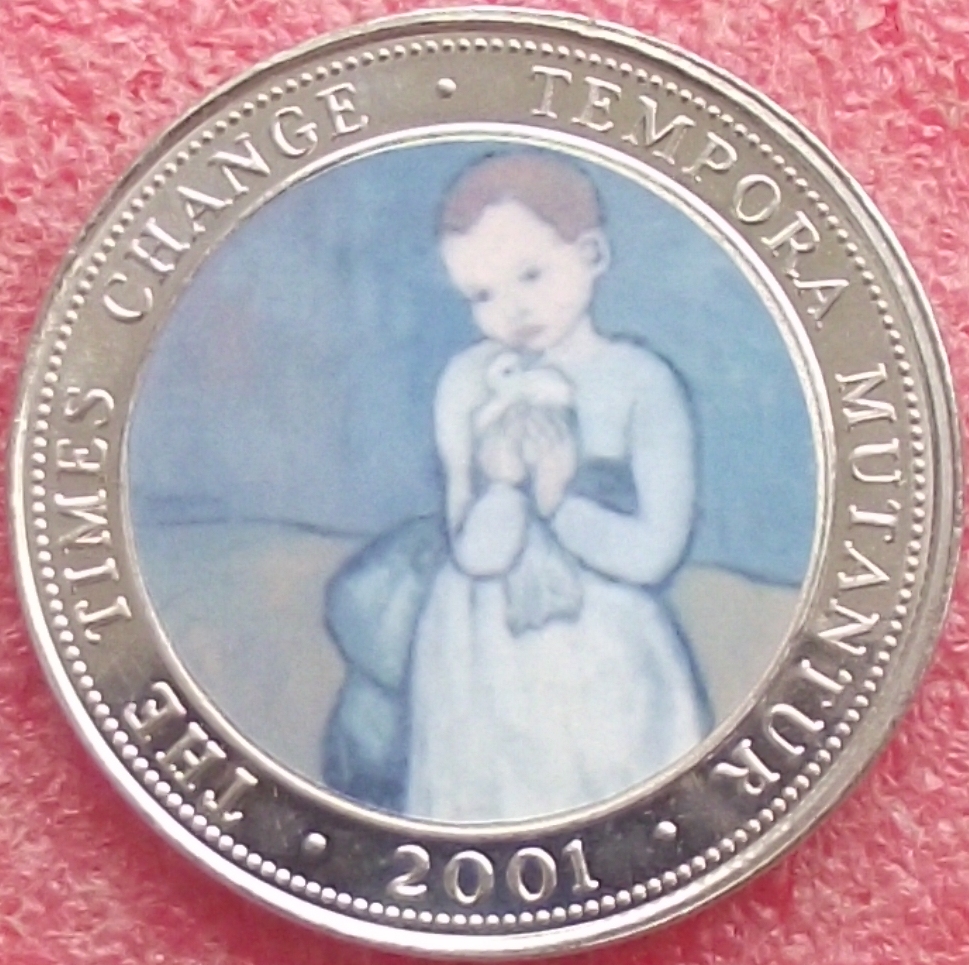 THE TIMES CHANGE • TEMPORA MUTANTUR
• 2001 •